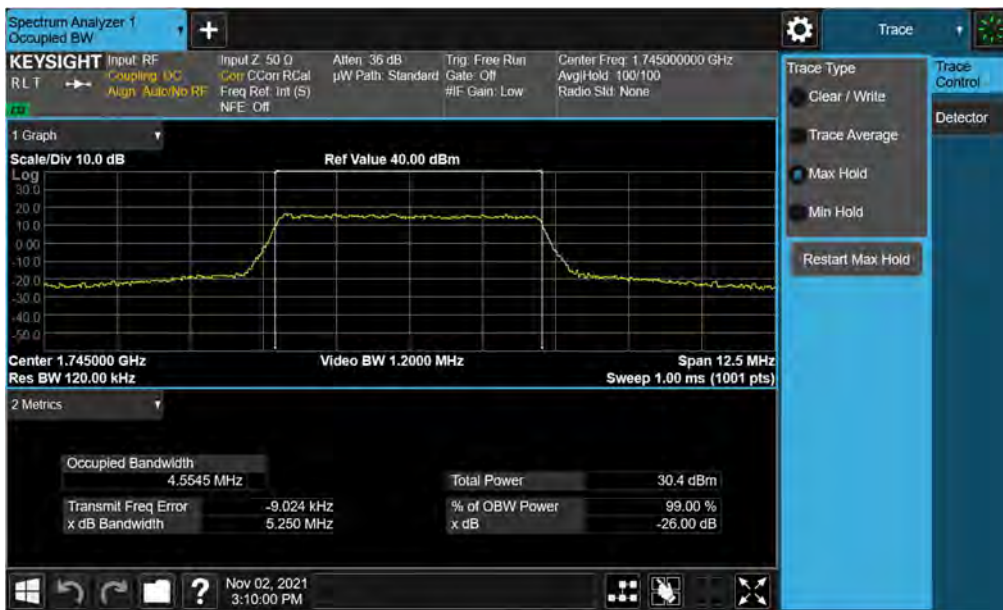 Spectrum Analyzer 1
Occupied BW
+
Trace
KEYSIGHT
RLT
Input: RF
Coupling: DC
Align: Auto/No RF
Input Z: 50 Ω
Corr CCorr RCal
Freq Ref: Int (S)
NFE: Off
Atten: 36 dB
µW Path: Standard
Trig: Free Run
Gate: Off
#IF Gain: Low
Center Freq: 1.745000000 GHz
Avg|Hold: 100/100
Radio Std: None
Trace Type
Clear / Write
Trace Average
Max Hold
Min Hold
Restart Max Hold
Trace
Control
Detector
1 Graph
Scale/Div 10.0 dB
Ref Value 40.00 dBm
Log
30.0
20.0
10.0
0.00
-10.0
-20.0
-30.0
-40.0
-50.0
Center 1.745000 GHz
Video BW 1.2000 MHz
Span 12.5 MHz
Res BW 120.00 kHz
Sweep 1.00 ms (1001 pts)
2 Metrics
Occupied Bandwidth
4.5545 MHz
Total Power 30.4 dBm
Transmit Freq Error -9.024 kHz
% of OBW Power 99.00 %
x dB Bandwidth 5.250 MHz
x dB -26.00 dB
?
Nov 02, 2021
3:10:00 PM